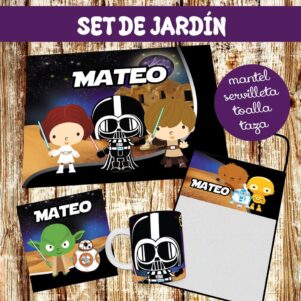 SET DE JARDÍN
MATEO
mantel
servilleta
toalla
taza
MATEO
MATEO